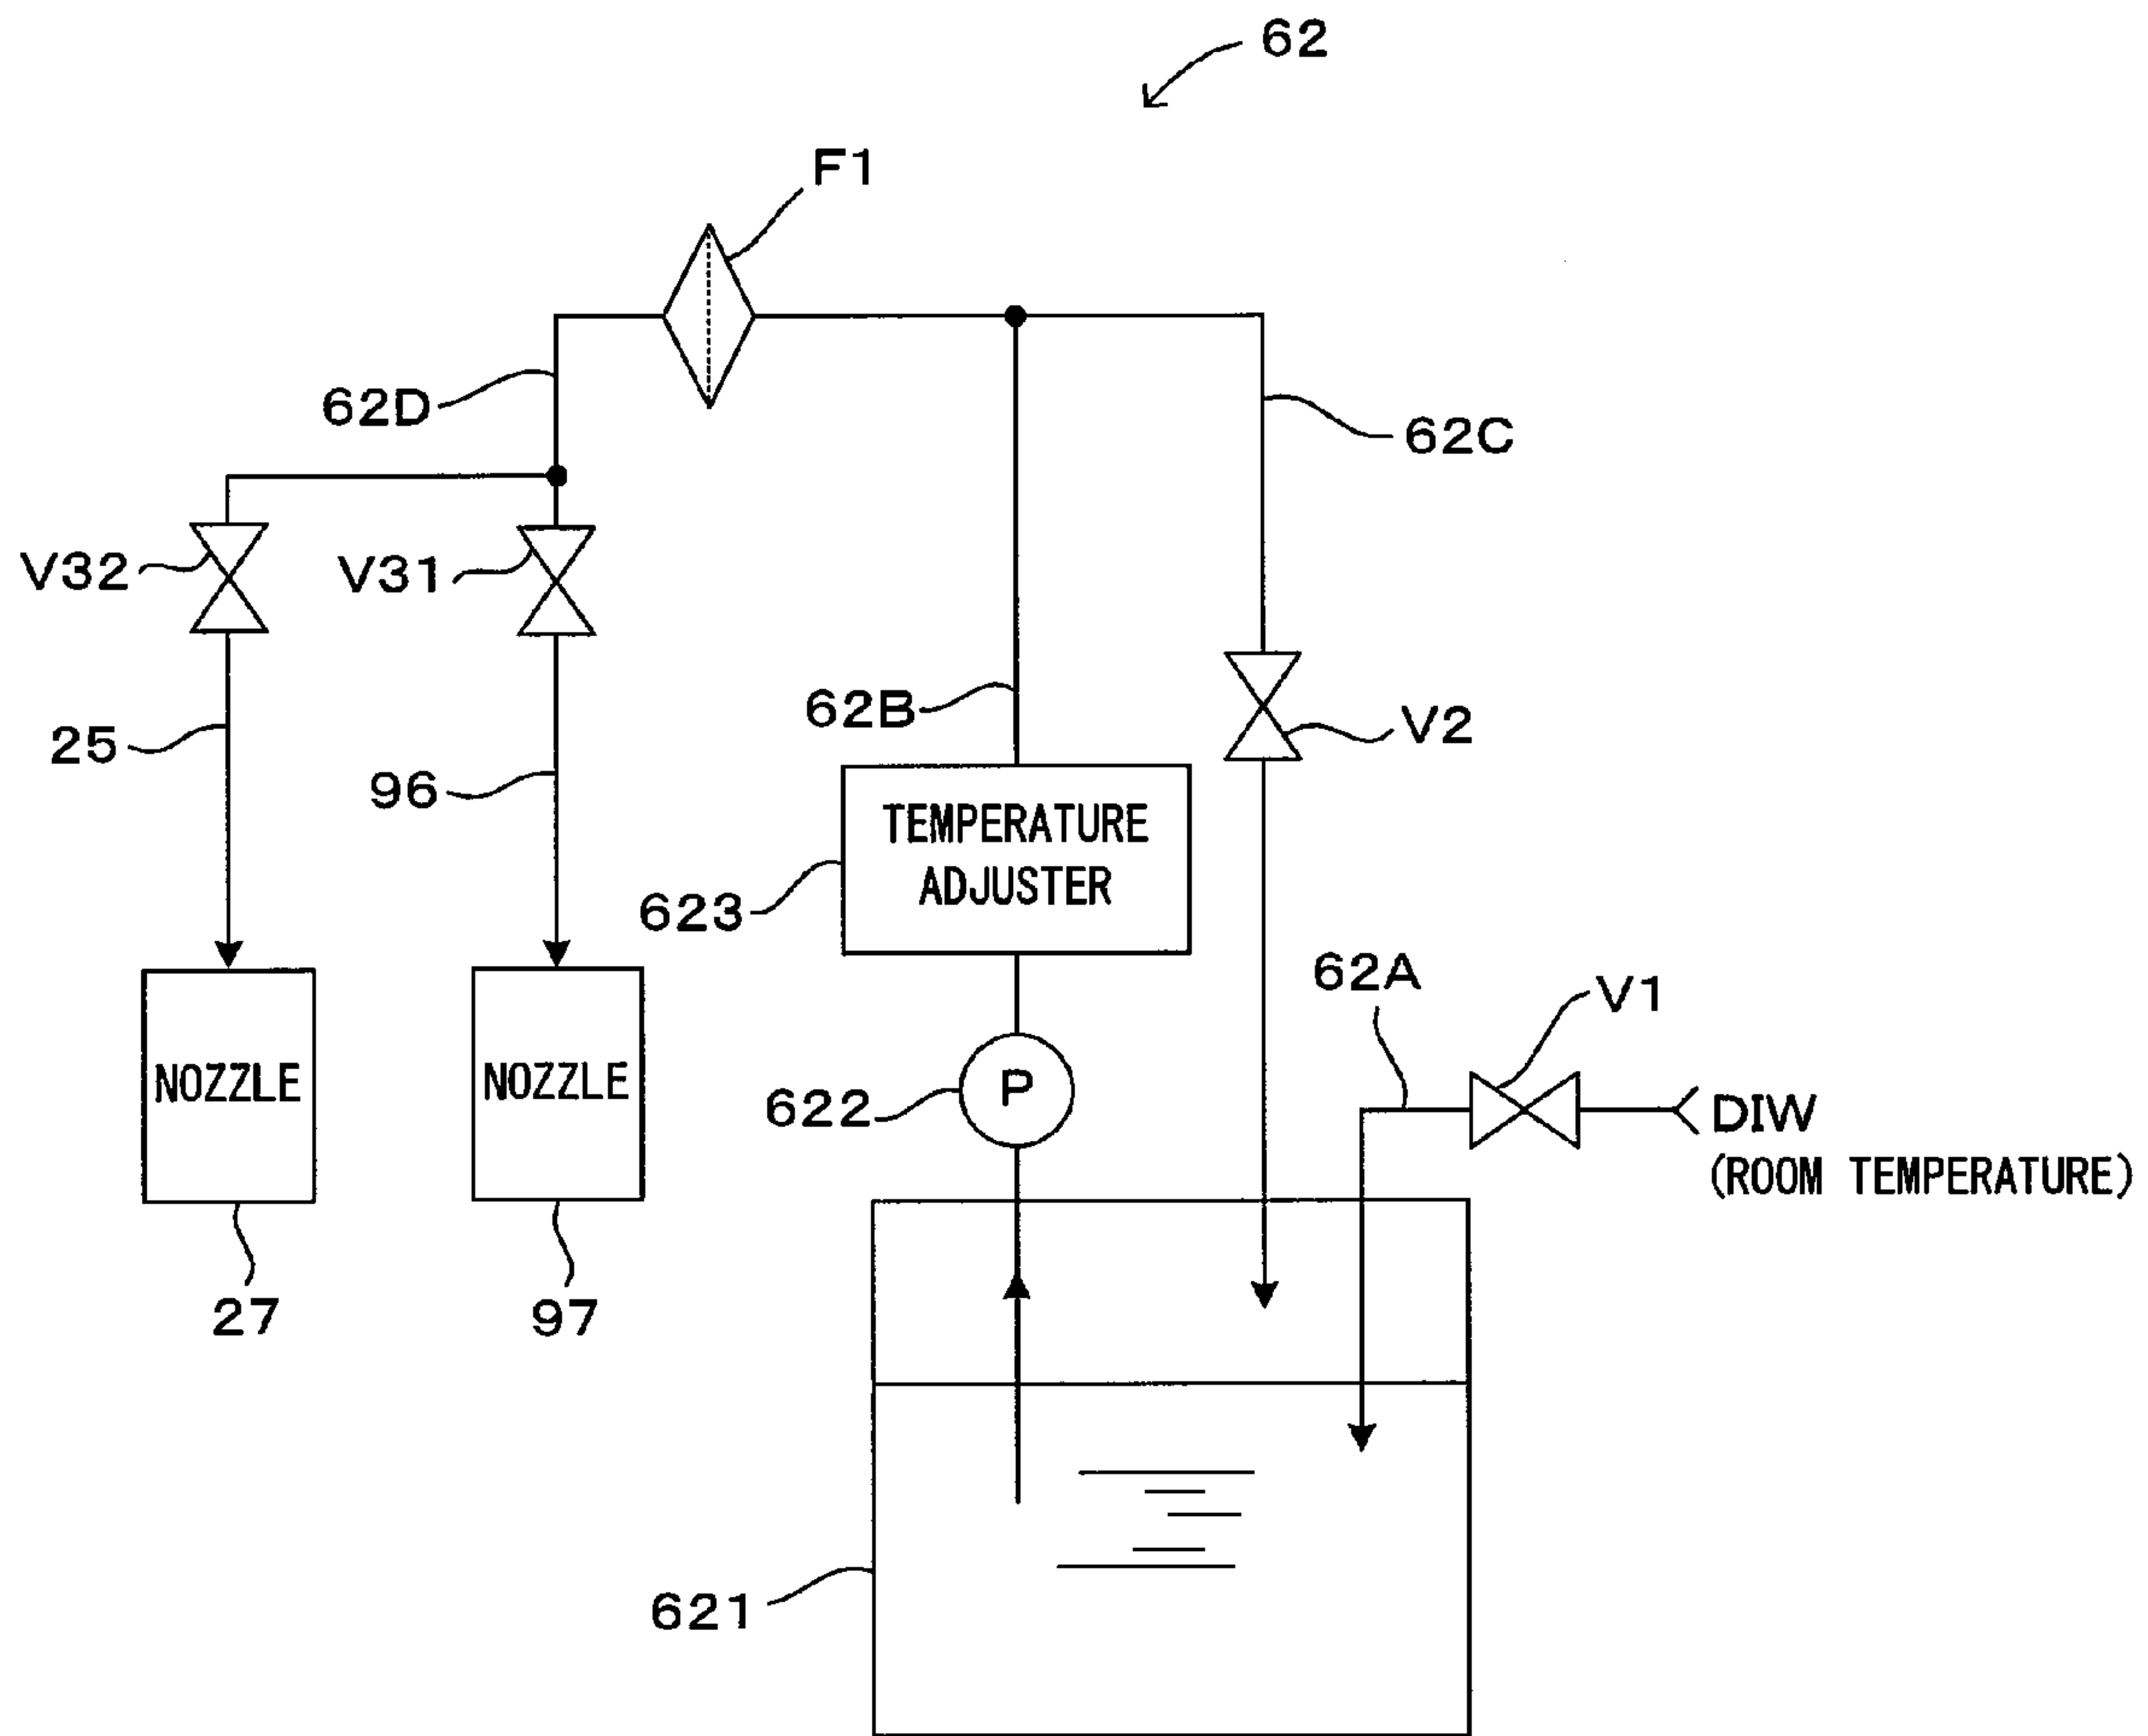 62
F1
62D
62C
V32
V31
62B
V2
25
96
TEMPERATURE
ADJUSTER
623
62A
V1
NOZZLE
NOZZLE
P
622
DIW
(ROOM TEMPERATURE)
27
97
621